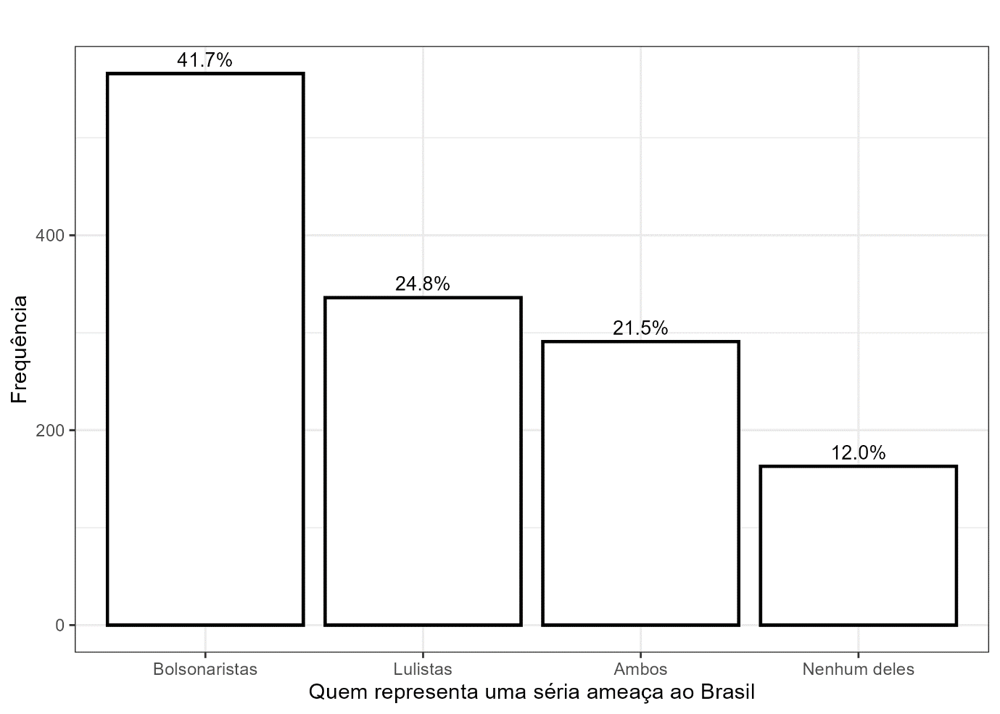 41.7%
24.8%
21.5%
12.0%
400
200
0
Frequência
Bolsonaristas
Lulistas
Ambos
Nenhum deles
Quem representa uma séria ameaça ao Brasil